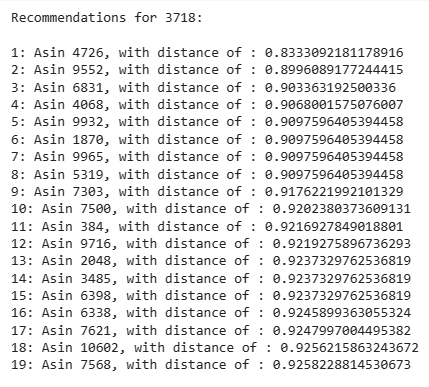 Recommendations for 3718:
1: Asin 4726, with distance of : 0.8333092181178916
2: Asin 9552, with distance of : 0.8996089177244415
3: Asin 6831, with distance of : 0.903363192500336
4: Asin 4068, with distance of : 0.9068001575076007
5: Asin 9932, with distance of : 0.9097596405394458
6: Asin 1870, with distance of : 0.9097596405394458
7: Asin 9965, with distance of : 0.9097596405394458
8: Asin 5319, with distance of : 0.9097596405394458
9: Asin 7303, with distance of : 0.9176221992101329
10: Asin 7500, with distance of : 0.9202380373609131
11: Asin 384, with distance of : 0.9216927849018801
12: Asin 9716, with distance of : 0.9219275896736293
13: Asin 2048, with distance of : 0.9237329762536819
14: Asin 3485, with distance of : 0.9237329762536819
15: Asin 6398, with distance of : 0.9237329762536819
16: Asin 6338, with distance of : 0.9245899363055324
17: Asin 7621, with distance of : 0.9247997004495382
18: Asin 10602, with distance of : 0.9256215863243672
19: Asin 7568, with distance of : 0.9258228814530673